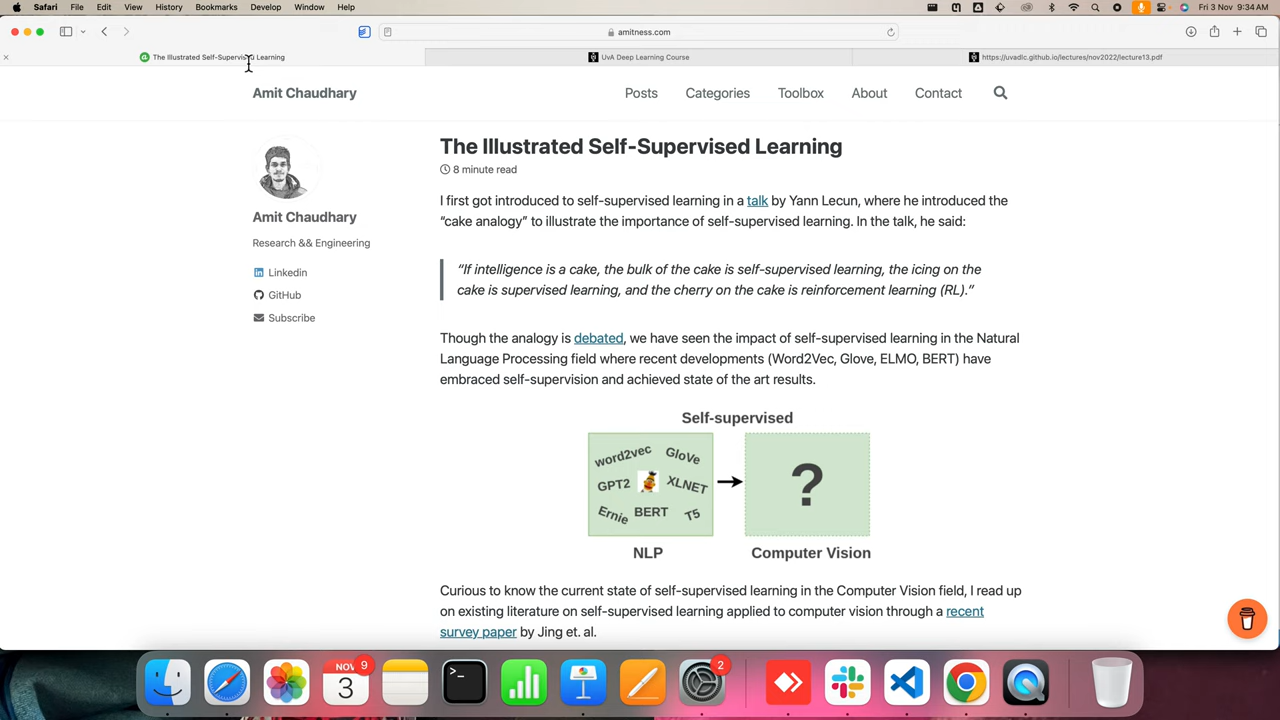 Safari File Edit View History Bookmarks Develop Window Help Fri 3 Nov 9:34 AM
amitness.com
The Illustrated Self-Supervised Learning UvA Deep Learning Course https://uvadlc.github.io/lectures/nov2022/lecture13.pdf
Amit Chaudhary Posts Categories Toolbox About Contact
Amit Chaudhary
Research && Engineering
Linkedin
GitHub
Subscribe
The Illustrated Self-Supervised Learning
8 minute read
I first got introduced to self-supervised learning in a talk by Yann Lecun, where he introduced the
“cake analogy” to illustrate the importance of self-supervised learning. In the talk, he said:
“If intelligence is a cake, the bulk of the cake is self-supervised learning, the icing on the
cake is supervised learning, and the cherry on the cake is reinforcement learning (RL).”
Though the analogy is debated, we have seen the impact of self-supervised learning in the Natural
Language Processing field where recent developments (Word2Vec, Glove, ELMO, BERT) have
embraced self-supervision and achieved state of the art results.
Self-supervised
word2vec GloVe
GPT2 XLNET
Ernie BERT T5
?
NLP Computer Vision
Curious to know the current state of self-supervised learning in the Computer Vision field, I read up
on existing literature on self-supervised learning applied to computer vision through a recent
survey paper by Jing et. al.
NOV 9
3
2